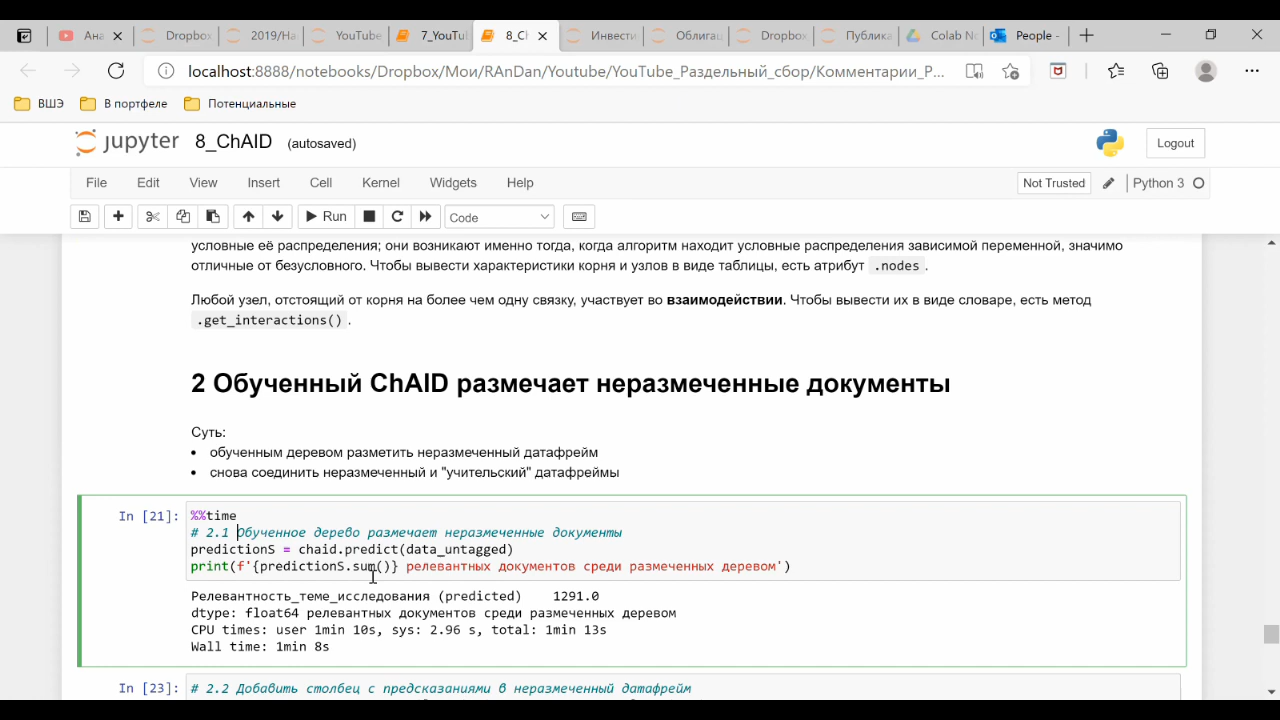 Ана
Dropbox
2019/На
YouTube
7_YouTu
8_Ch
Инвести
Облигац
Dropbox
Публика
Colab No
People -
localhost:8888/notebooks/Dropbox/Мои/RAnDan/Youtube/YouTube_Раздельный_сбор/Комментарии_Р...
ВШЭ
В портфеле
Потенциальные
jupyter 8_ChAID (autosaved)
Logout
File Edit View Insert Cell Kernel Widgets Help
Not Trusted
Python 3
Run
Code
условные её распределения; они возникают именно тогда, когда алгоритм находит условные распределения зависимой переменной, значимо
отличные от безусловного. Чтобы вывести характеристики корня и узлов в виде таблицы, есть атрибут .nodes .
Любой узел, отстоящий от корня на более чем одну связку, участвует во взаимодействии. Чтобы вывести их в виде словаре, есть метод
.get_interactions() .
2 Обученный ChAID размечает неразмеченные документы
Суть:
• обученным деревом разметить неразмеченный датафрейм
• снова соединить неразмеченный и "учительский" датафреймы
In [21]: %%time
# 2.1 Обученное дерево размечает неразмеченные документы
predictionS = chaid.predict(data_untagged)
print(f'{predictionS.sum()} релевантных документов среди размеченных деревом')
Релевантность_теме_исследования (predicted)    1291.0
dtype: float64 релевантных документов среди размеченных деревом
CPU times: user 1min 10s, sys: 2.96 s, total: 1min 13s
Wall time: 1min 8s
In [23]: # 2.2 Добавить столбец с предсказаниями в неразмеченный датафрейм